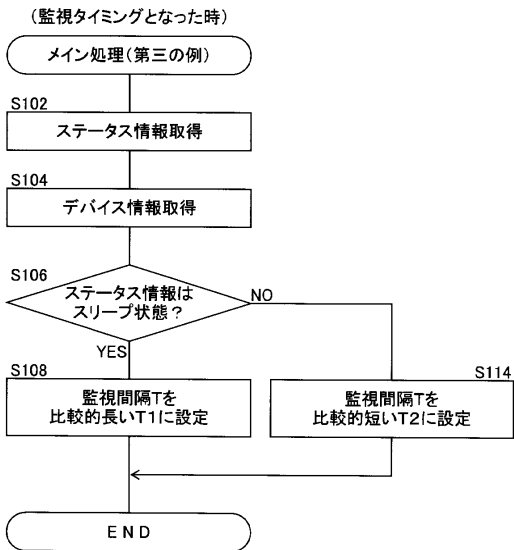 (監視タイミングとなった時)
メイン処理(第三の例)
S102
ステータス情報取得
S104
デバイス情報取得
S106
ステータス情報は
スリープ状態?
NO
YES
S108
監視間隔Tを
比較的長いT1に設定
S114
監視間隔Tを
比較的短いT2に設定
END